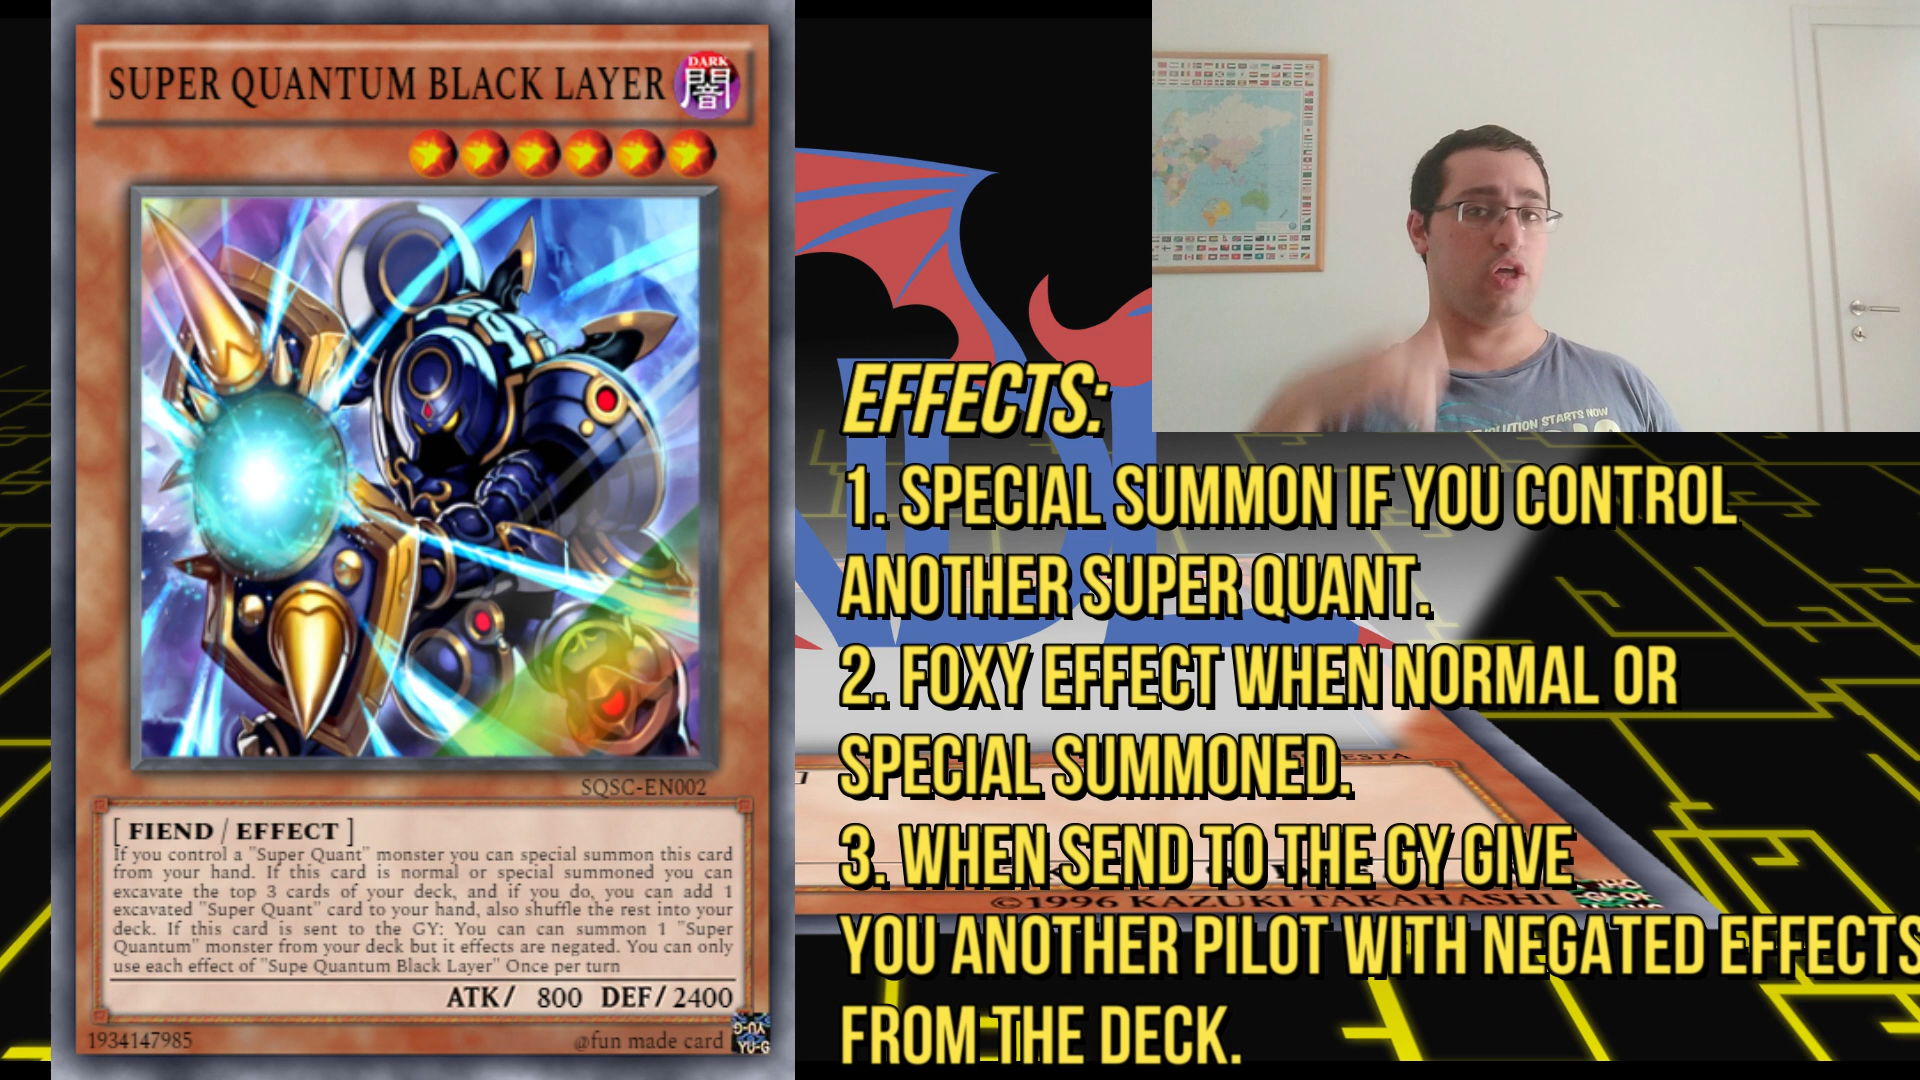 SUPER QUANTUM BLACK LAYER
DARK
闇
SQSC-EN002
[ FIEND / EFFECT ]
If you control a "Super Quant" monster you can special summon this card
from your hand. If this card is normal or special summoned you can
excavate the top 3 cards of your deck, and if you do, you can add 1
excavated "Super Quant" card to your hand, also shuffle the rest into your
deck. If this card is sent to the GY: You can can summon 1 "Super
Quantum" monster from your deck but it effects are negated. You can only
use each effect of "Supe Quantum Black Layer" Once per turn
ATK/ 800 DEF/ 2400
1934147985
@fun made card
EFFECTS:
1. SPECIAL SUMMON IF YOU CONTROL
ANOTHER SUPER QUANT.
2. FOXY EFFECT WHEN NORMAL OR
SPECIAL SUMMONED.
3. WHEN SEND TO THE GY GIVE
YOU ANOTHER PILOT WITH NEGATED EFFECTS
FROM THE DECK.
©1996 KAZUKI TAKAHASHI
STARTS NOW